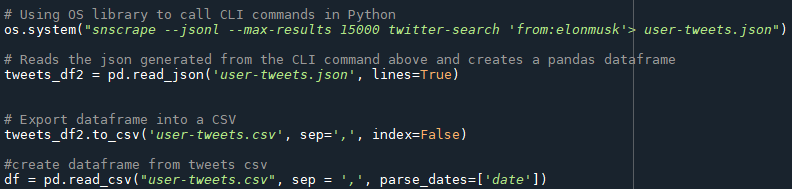 # Using OS library to call CLI commands in Python
os.system("snscrape --jsonl --max-results 15000 twitter-search 'from:elonmusk'> user-tweets.json")
# Reads the json generated from the CLI command above and creates a pandas dataframe
tweets_df2 = pd.read_json('user-tweets.json', lines=True)
# Export dataframe into a CSV
tweets_df2.to_csv('user-tweets.csv', sep=',', index=False)
#create dataframe from tweets csv
df = pd.read_csv("user-tweets.csv", sep = ',', parse_dates=['date'])